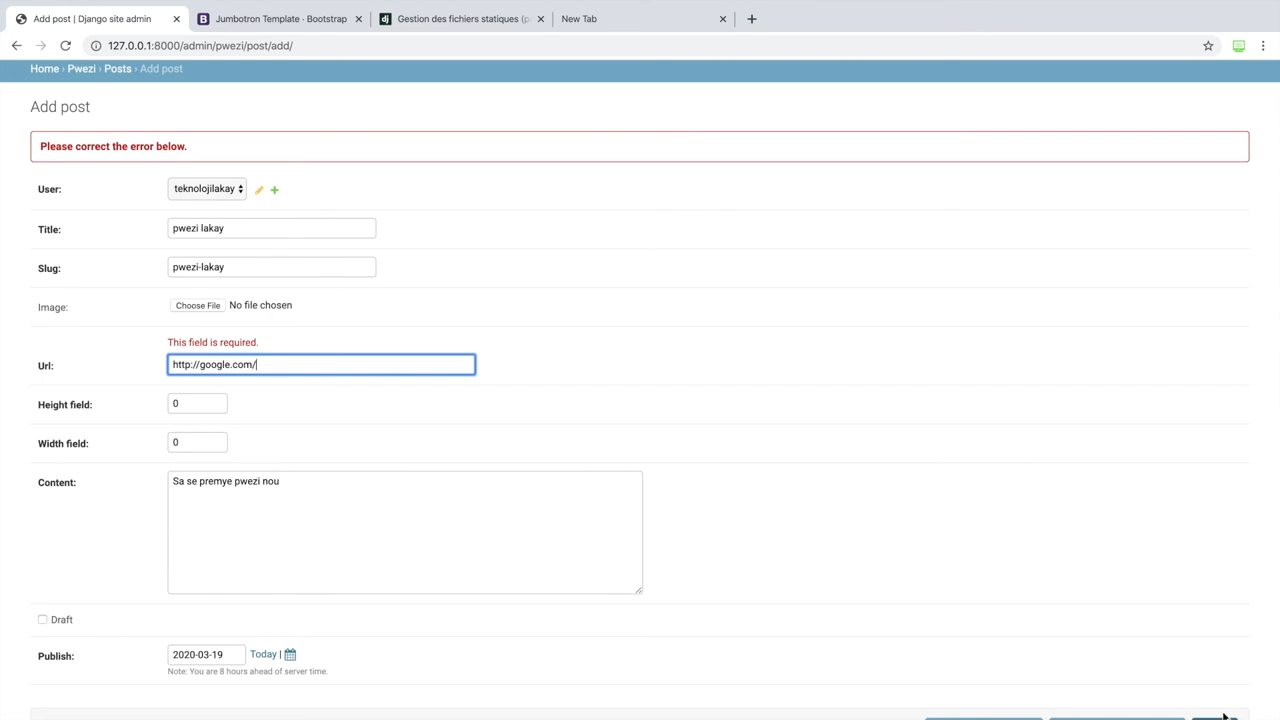 Add post | Django site admin
Jumbotron Template · Bootstrap
Gestion des fichiers statiques (p
New Tab
127.0.0.1:8000/admin/pwezi/post/add/
Home › Pwezi › Posts › Add post
Add post
Please correct the error below.
User: teknolojilakay
Title: pwezi lakay
Slug: pwezi-lakay
Image: Choose File No file chosen
This field is required.
Url: http://google.com/
Height field: 0
Width field: 0
Content: Sa se premye pwezi nou
Draft
Publish: 2020-03-19 Today |
Note: You are 8 hours ahead of server time.